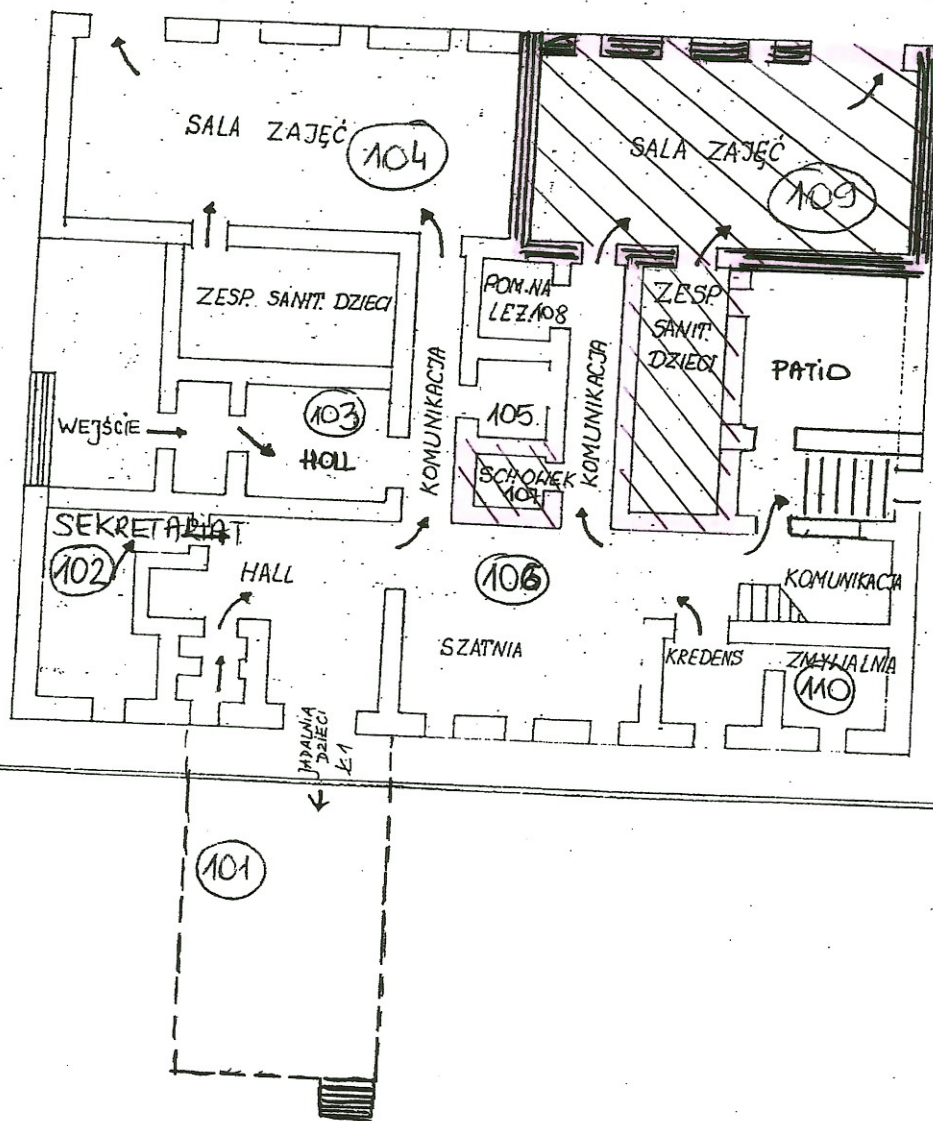 SALA ZAJĘĆ
104
SALA ZAJĘĆ
109
ZESP. SANIT. DZIECI
POM. NA
LEŻ. 108
ZESP.
SANIT.
DZIECI
PATIO
KOMUNIKACJA
KOMUNIKACJA
103
HOLL
WEJŚCIE
105
SCHOWEK
107
SEKRETARIAT
102
HALL
106
SZATNIA
KOMUNIKACJA
KREDENS
ZMYWALNIA
110
JADALNIA
DZIECI
101